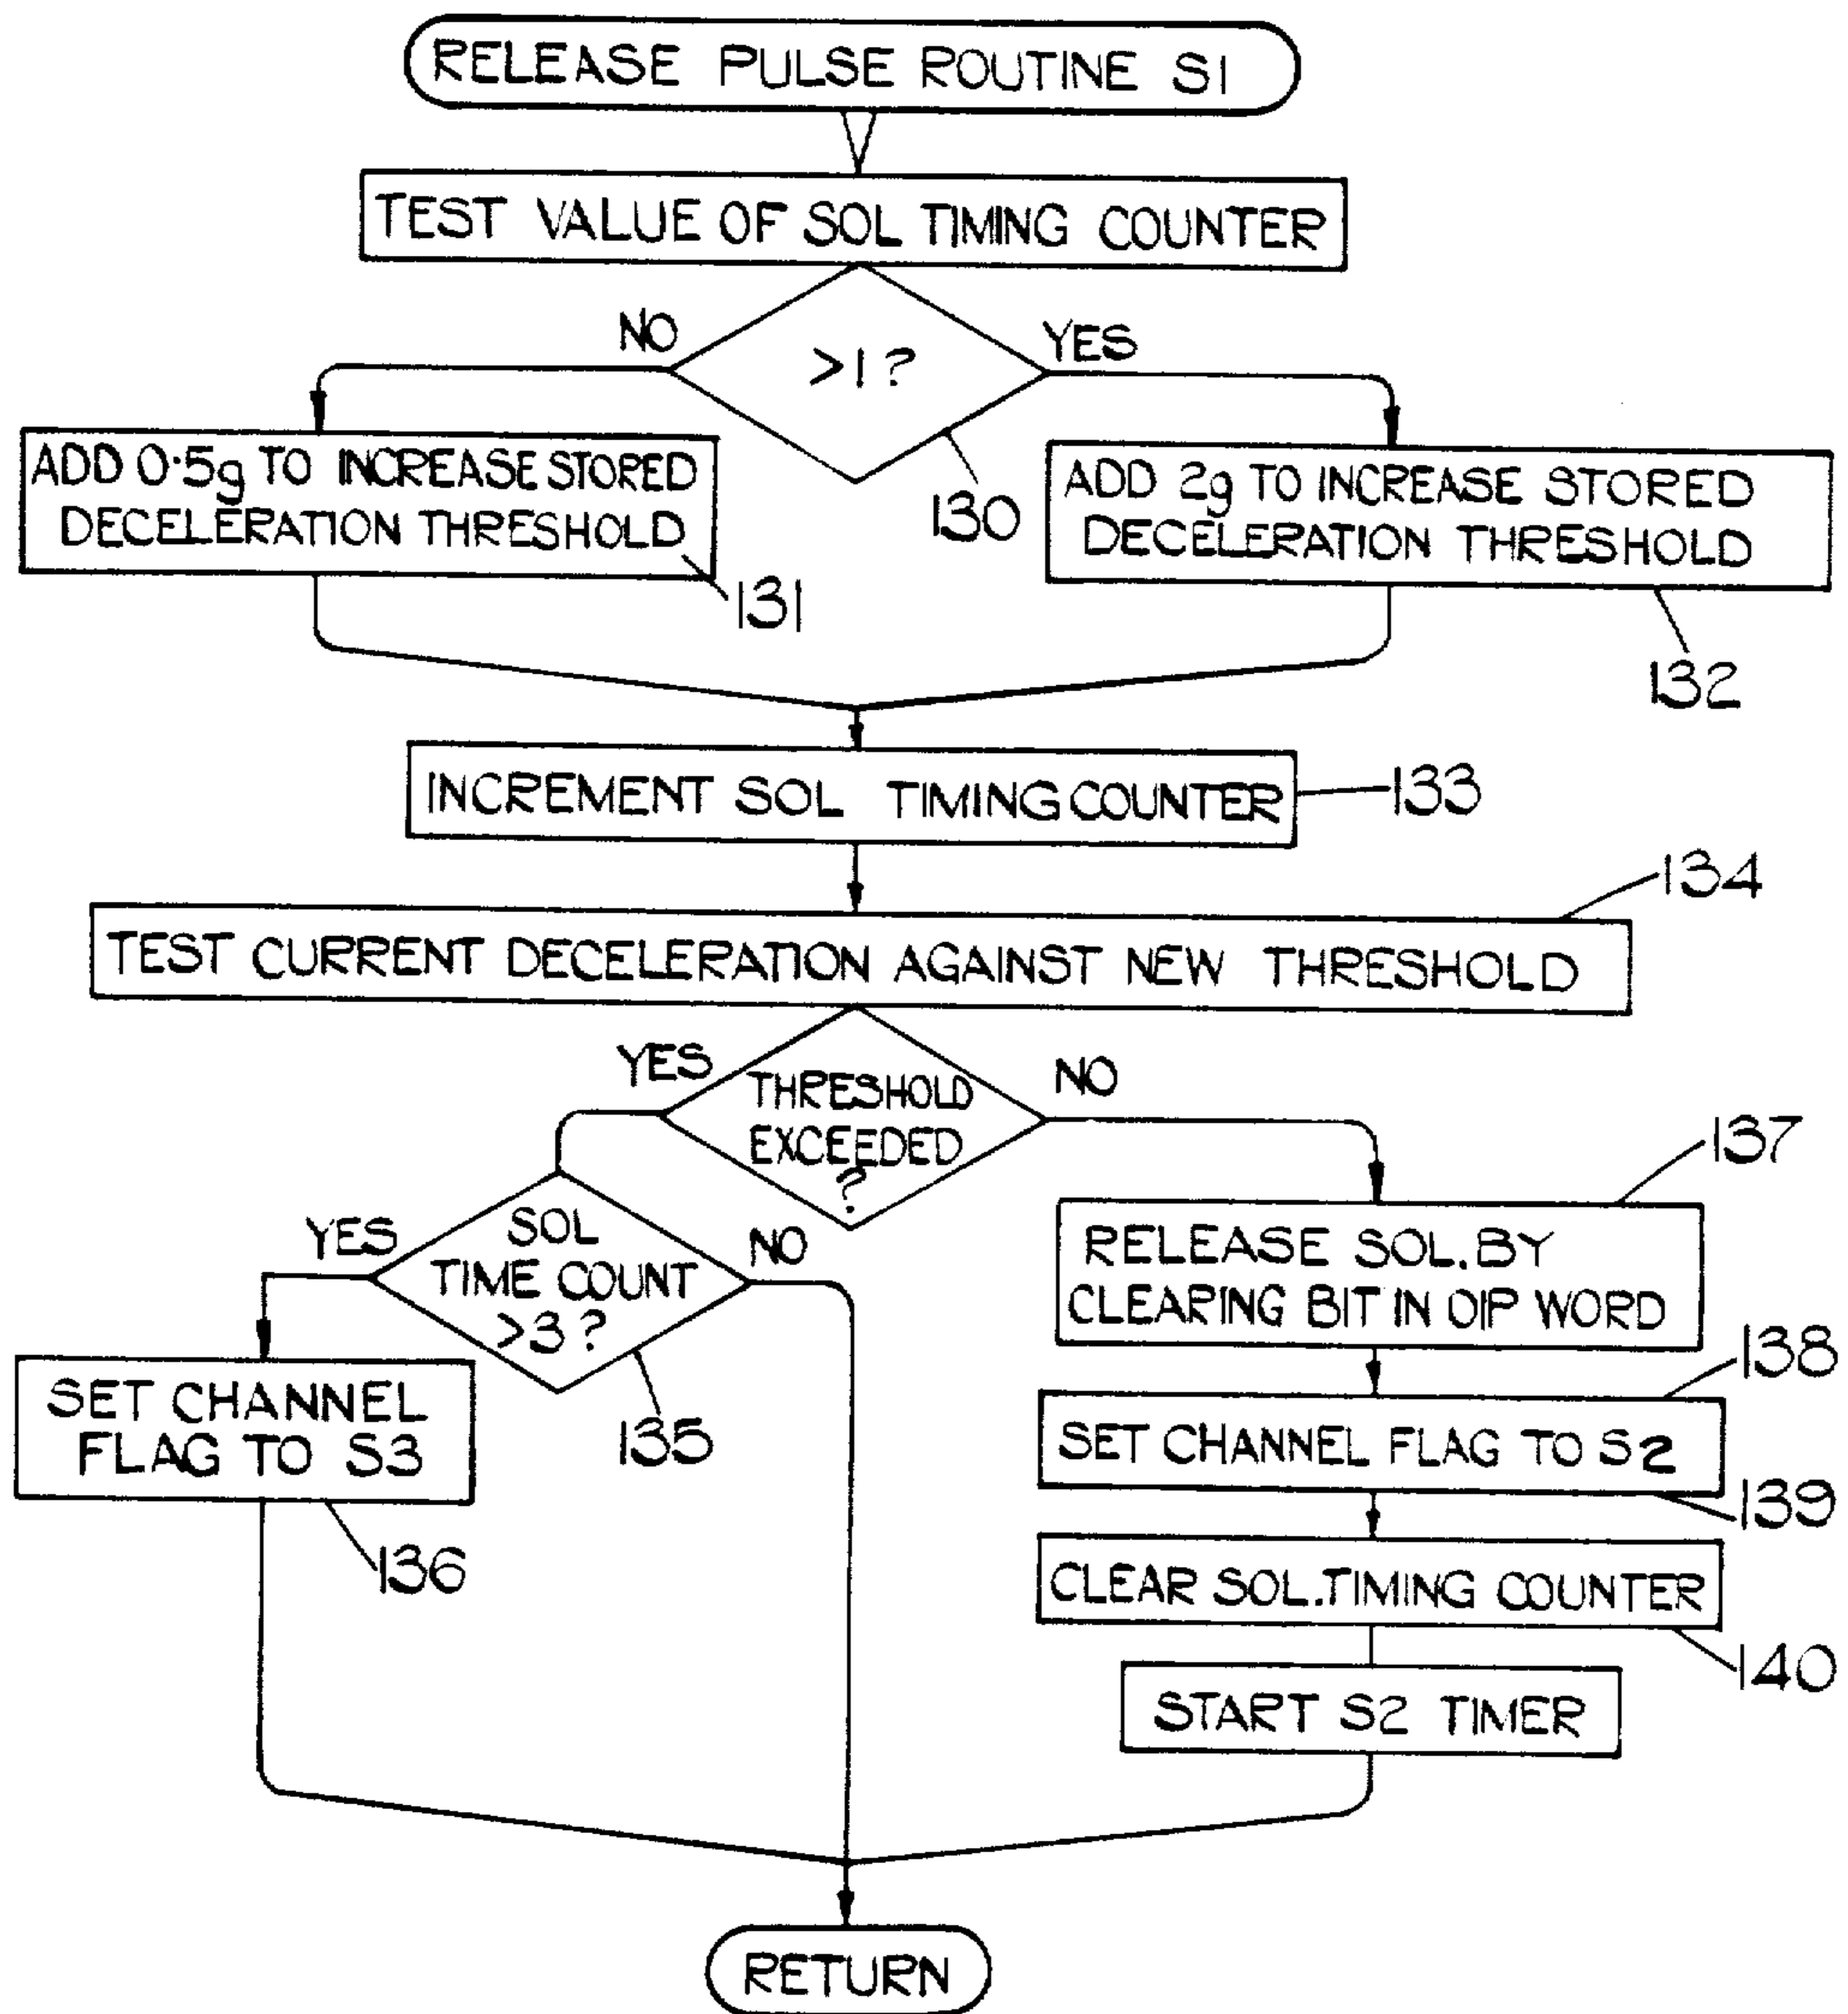 RELEASE PULSE ROUTINE S1
TEST VALUE OF SOL TIMING COUNTER
NO
>1?
YES
130
ADD 0.5g TO INCREASE STORED
DECELERATION THRESHOLD
131
ADD 2g TO INCREASE STORED
DECELERATION THRESHOLD
132
INCREMENT SOL TIMING COUNTER
133
134
TEST CURRENT DECELERATION AGAINST NEW THRESHOLD
YES
THRESHOLD
EXCEEDED
?
NO
YES
SOL
TIME COUNT
>3?
NO
135
137
RELEASE SOL. BY
CLEARING BIT IN O/P WORD
SET CHANNEL
FLAG TO S3
136
138
SET CHANNEL FLAG TO S2
139
CLEAR SOL. TIMING COUNTER
140
START S2 TIMER
RETURN